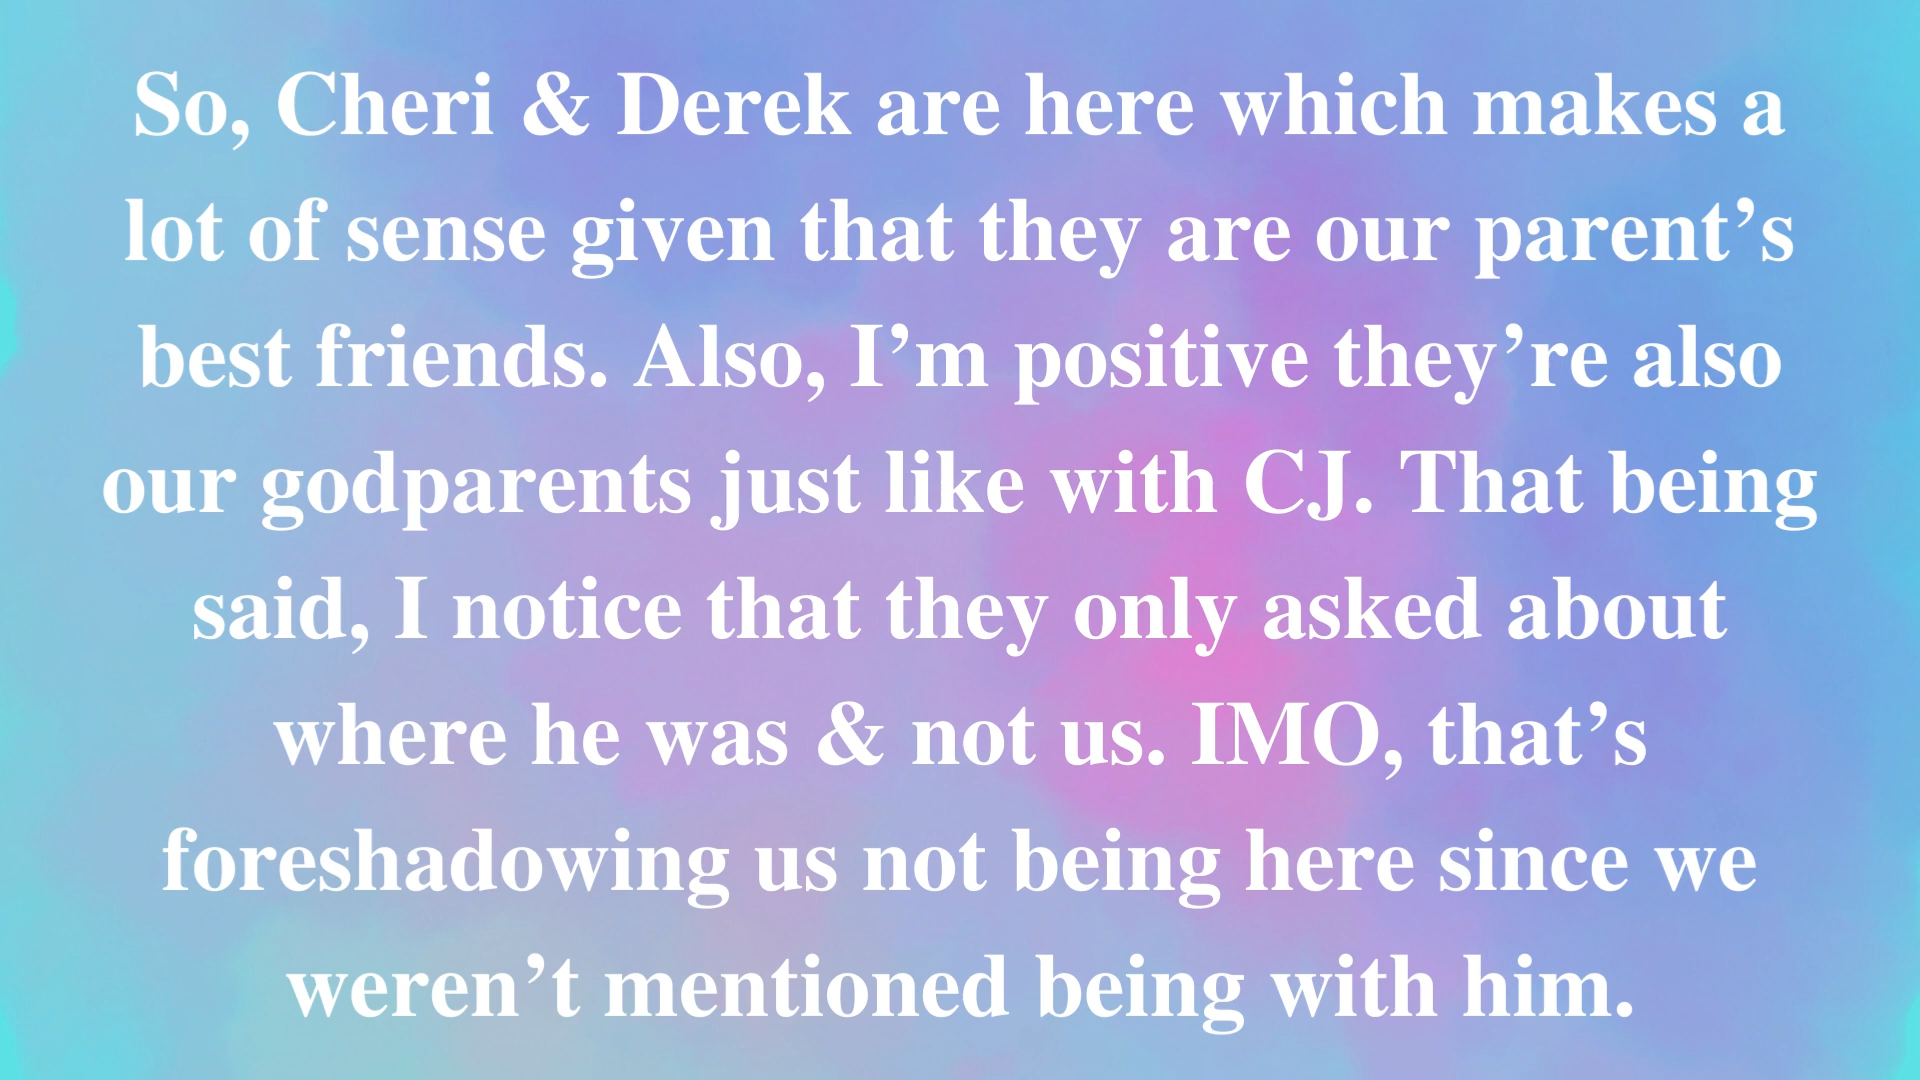 So, Cheri & Derek are here which makes a
lot of sense given that they are our parent’s
best friends. Also, I’m positive they’re also
our godparents just like with CJ. That being
said, I notice that they only asked about
where he was & not us. IMO, that’s
foreshadowing us not being here since we
weren’t mentioned being with him.